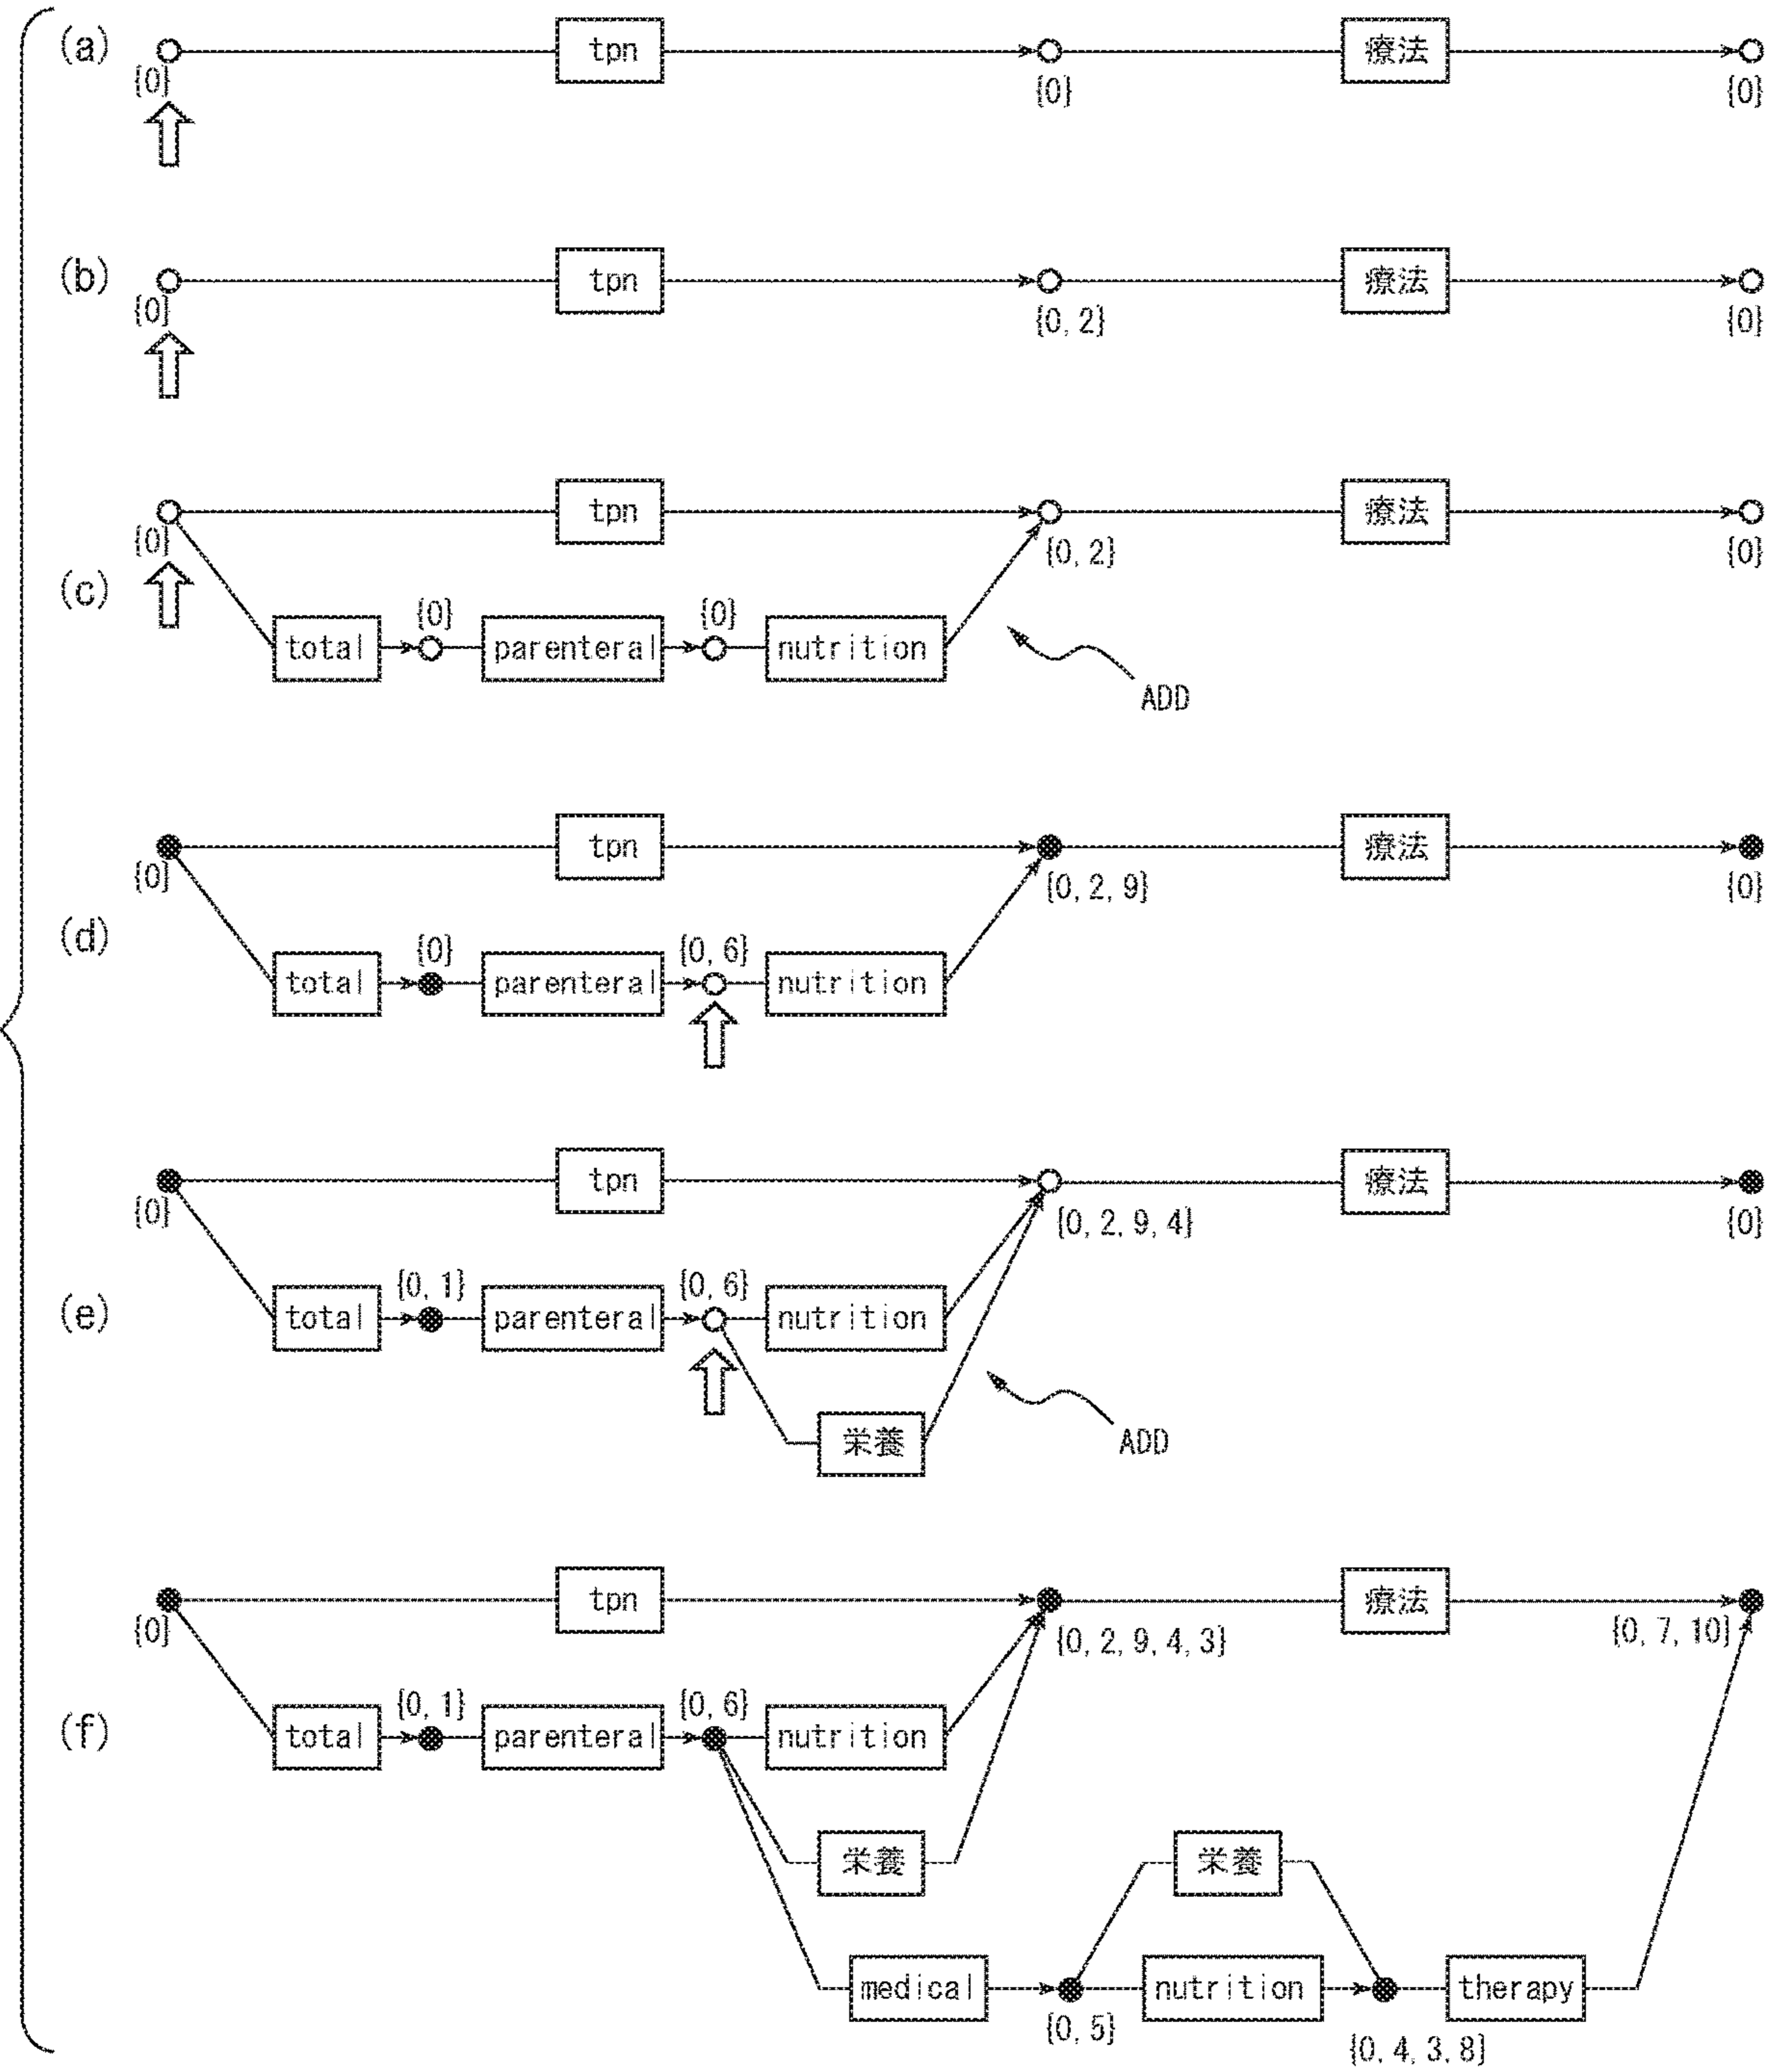 (a)
tpn
療法
{0}
{0}
{0}
(b)
tpn
療法
{0}
{0, 2}
{0}
tpn
療法
{0}
{0, 2}
{0}
(c)
{0}
{0}
total
parenteral
nutrition
ADD
tpn
療法
{0}
{0, 2, 9}
{0}
(d)
{0}
{0, 6}
total
parenteral
nutrition
tpn
療法
{0}
{0, 2, 9, 4}
{0}
(e)
{0, 1}
{0, 6}
total
parenteral
nutrition
栄養
ADD
tpn
療法
{0}
{0, 2, 9, 4, 3}
{0, 7, 10}
(f)
{0, 1}
{0, 6}
total
parenteral
nutrition
栄養
栄養
medical
nutrition
therapy
{0, 5}
{0, 4, 3, 8}